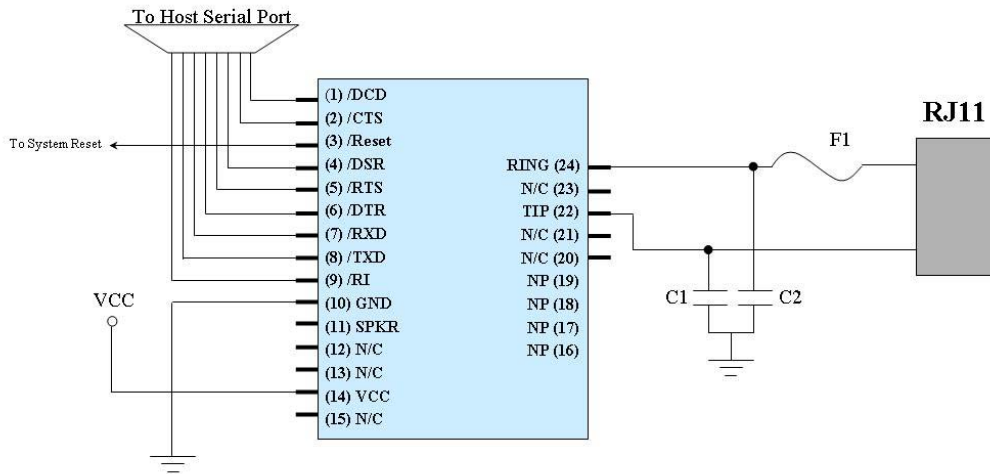 To Host Serial Port
To System Reset
VCC
(1) /DCD
(2) /CTS
(3) /Reset
(4) /DSR
(5) /RTS
(6) /DTR
(7) /RXD
(8) /TXD
(9) /RI
(10) GND
(11) SPKR
(12) N/C
(13) N/C
(14) VCC
(15) N/C
RING (24)
N/C (23)
TIP (22)
N/C (21)
N/C (20)
NP (19)
NP (18)
NP (17)
NP (16)
F1
RJ11
C1
C2